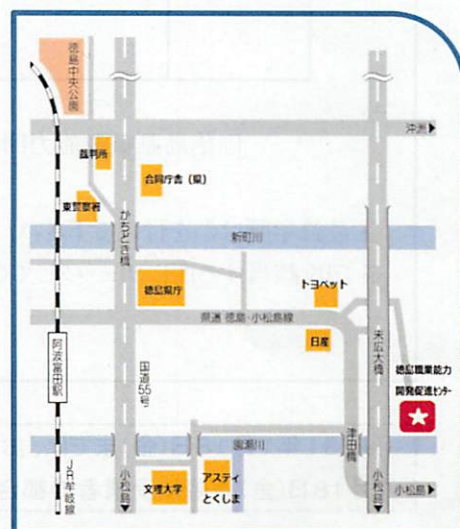 徳島中央公園
沖洲▶
裁判所
合同庁舎（県）
東警察署
かちどき橋
新町川
徳島県庁
トヨペット
県道 徳島・小松島線
末広大橋
日産
阿波富田駅
国道55号
徳島職業能力
開発促進センター
津田橋
園瀬川
JR牟岐線
小松島▼
文理大学
アスティ
とくしま
小松島▼
小松島▶